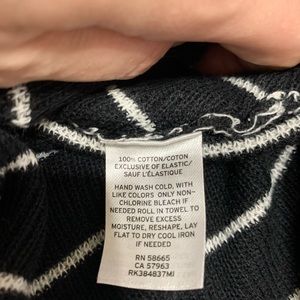 100% COTTON/COTON
EXCLUSIVE OF ELASTIC/
SAUF L'ÉLASTIQUE
HAND WASH COLD, WITH
LIKE COLORS ONLY NON-
CHLORINE BLEACH IF
NEEDED ROLL IN TOWEL TO
REMOVE EXCESS
MOISTURE, RESHAPE, LAY
FLAT TO DRY COOL IRON
IF NEEDED
RN 58665
CA 57963
RK384837MJ